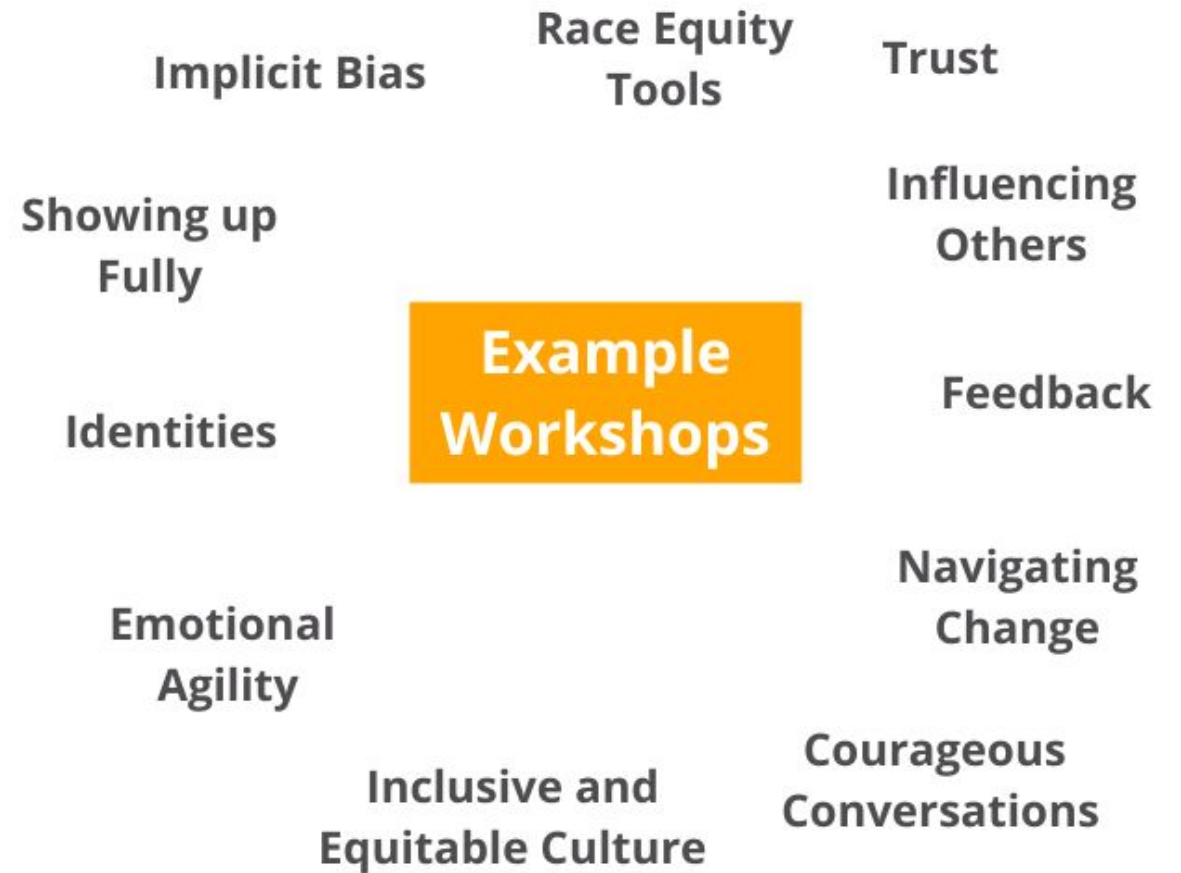 Race Equity
Tools
Trust
Implicit Bias
Influencing
Others
Showing up
Fully
Example
Workshops
Feedback
Identities
Navigating
Change
Emotional
Agility
Courageous
Conversations
Inclusive and
Equitable Culture